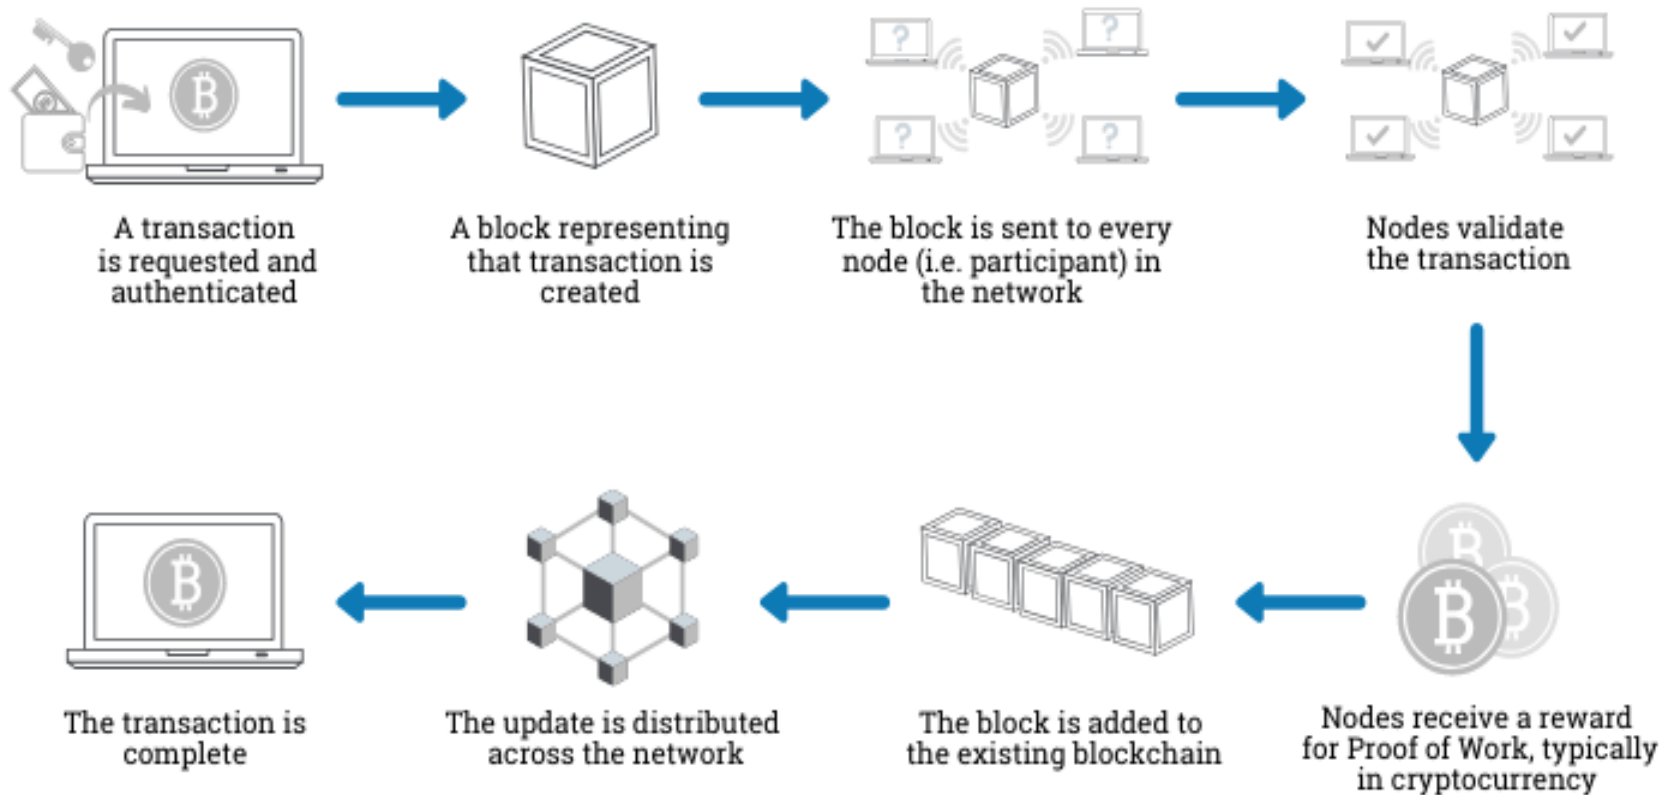 A transaction
is requested and
authenticated
A block representing
that transaction is
created
The block is sent to every
node (i.e. participant) in
the network
Nodes validate
the transaction
Nodes receive a reward
for Proof of Work, typically
in cryptocurrency
The block is added to
the existing blockchain
The update is distributed
across the network
The transaction is
complete